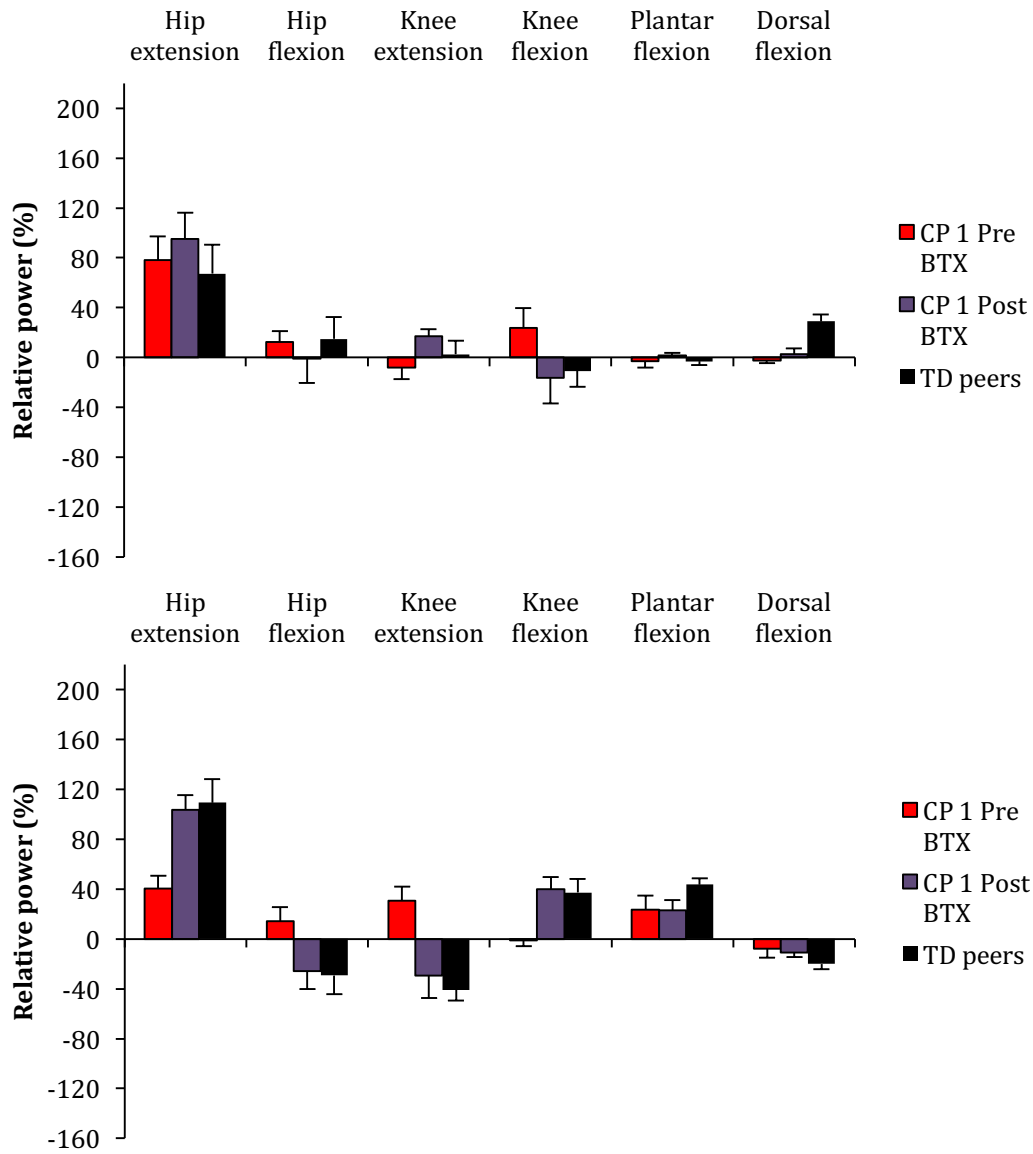 Hip Hip Knee Knee Plantar Dorsal
extension flexion extension flexion flexion flexion
200
160
120
80
40
0
-40
-80
-120
-160
Relative power (%)
CP 1 Pre
BTX
CP 1 Post
BTX
TD peers
Hip Hip Knee Knee Plantar Dorsal
extension flexion extension flexion flexion flexion
200
160
120
80
40
0
-40
-80
-120
-160
Relative power (%)
CP 1 Pre
BTX
CP 1 Post
BTX
TD peers